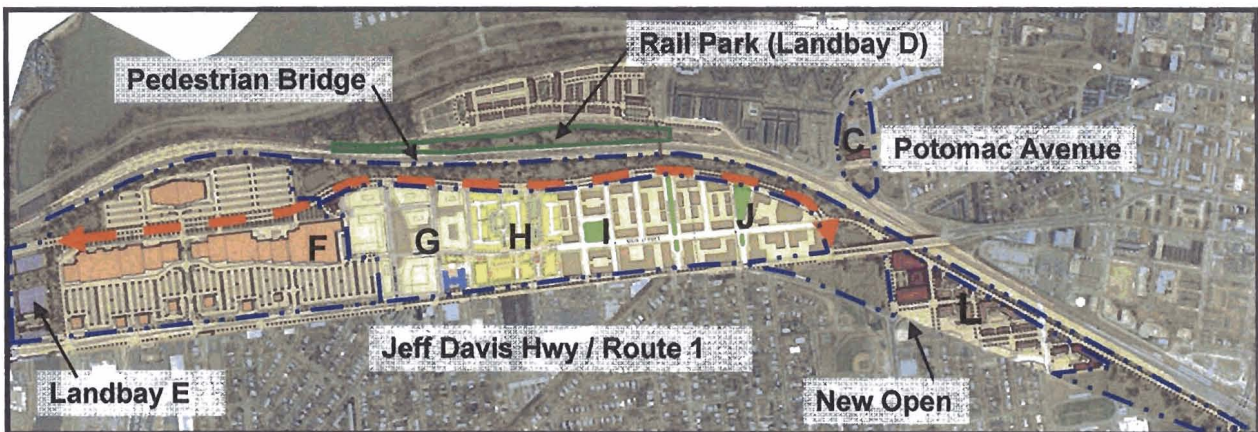 Rail Park (Landbay D)
Pedestrian Bridge
C
Potomac Avenue
F
G
H
I
J
L
Jeff Davis Hwy / Route 1
Landbay E
New Open